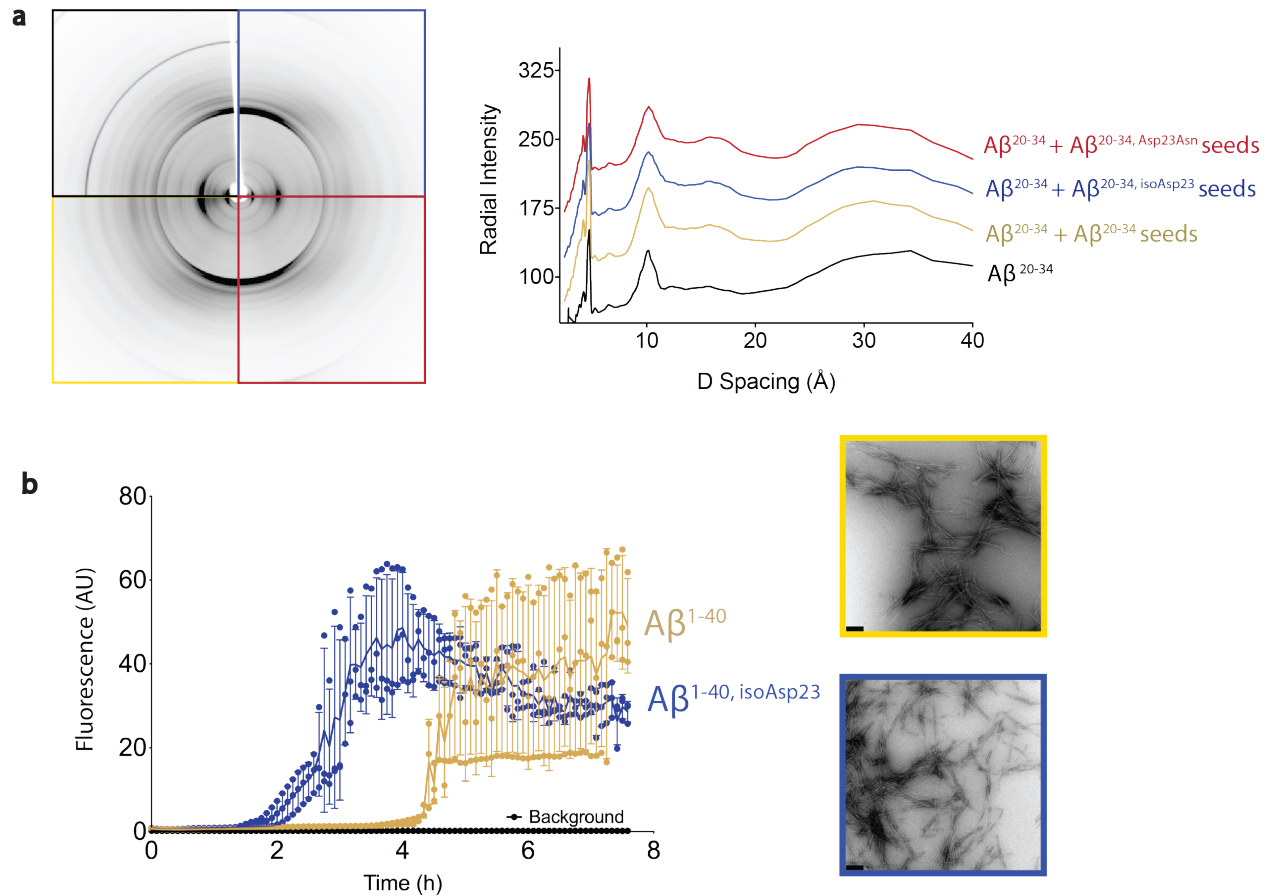 a
325
250
175
100
Radial Intensity
10
20
30
40
D Spacing (Å)
Aβ20-34 + Aβ20-34, Asp23Asn seeds
Aβ20-34 + Aβ20-34, isoAsp23 seeds
Aβ20-34 + Aβ20-34 seeds
Aβ 20-34
b
80
60
40
20
0
Fluorescence (AU)
0
2
4
6
8
Time (h)
Background
Aβ1-40
Aβ1-40, isoAsp23